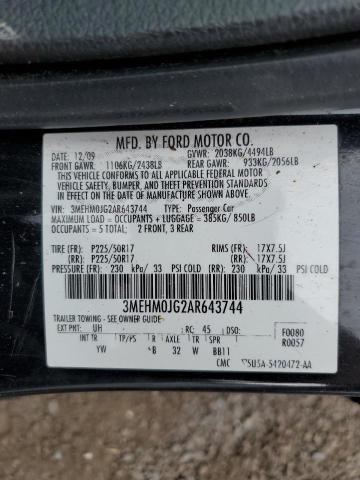 MFD. BY FORD MOTOR CO.
DATE: 12/09 GVWR: 2038KG/4494LB
FRONT GAWR: 1106KG/2438LB REAR GAWR: 933KG/2056LB
THIS VEHICLE CONFORMS TO ALL APPLICABLE FEDERAL MOTOR VEHICLE
SAFETY, BUMPER, AND THEFT PREVENTION STANDARDS IN EFFECT ON THE DATE OF
MANUFACTURE SHOWN ABOVE.
VIN: 3MEHM0JG2AR643744 TYPE: Passenger Car
MAXIMUM LOAD = OCCUPANTS + LUGGAGE = 385KG/850LB
OCCUPANTS = 5 TOTAL: 2 FRONT, 3 REAR
TIRE (FR): P225/50R17 RIMS (FR): 17X7.5J
(RR): P225/50R17 (RR): 17X7.5J
PRESSURE (FR): 230 kPa/ 33 PSI COLD (RR): 230 kPa/ 33 PSI COLD
3MEHM0JG2AR643744
TRAILER TOWING - SEE OWNER GUIDE
EXT PNT: UH RC: 45 DSO: F0080
INT TR TP/PS R AXLE TR SPR R0057
YW B 32 W BB11
CMC 5U5A-5420472-AA